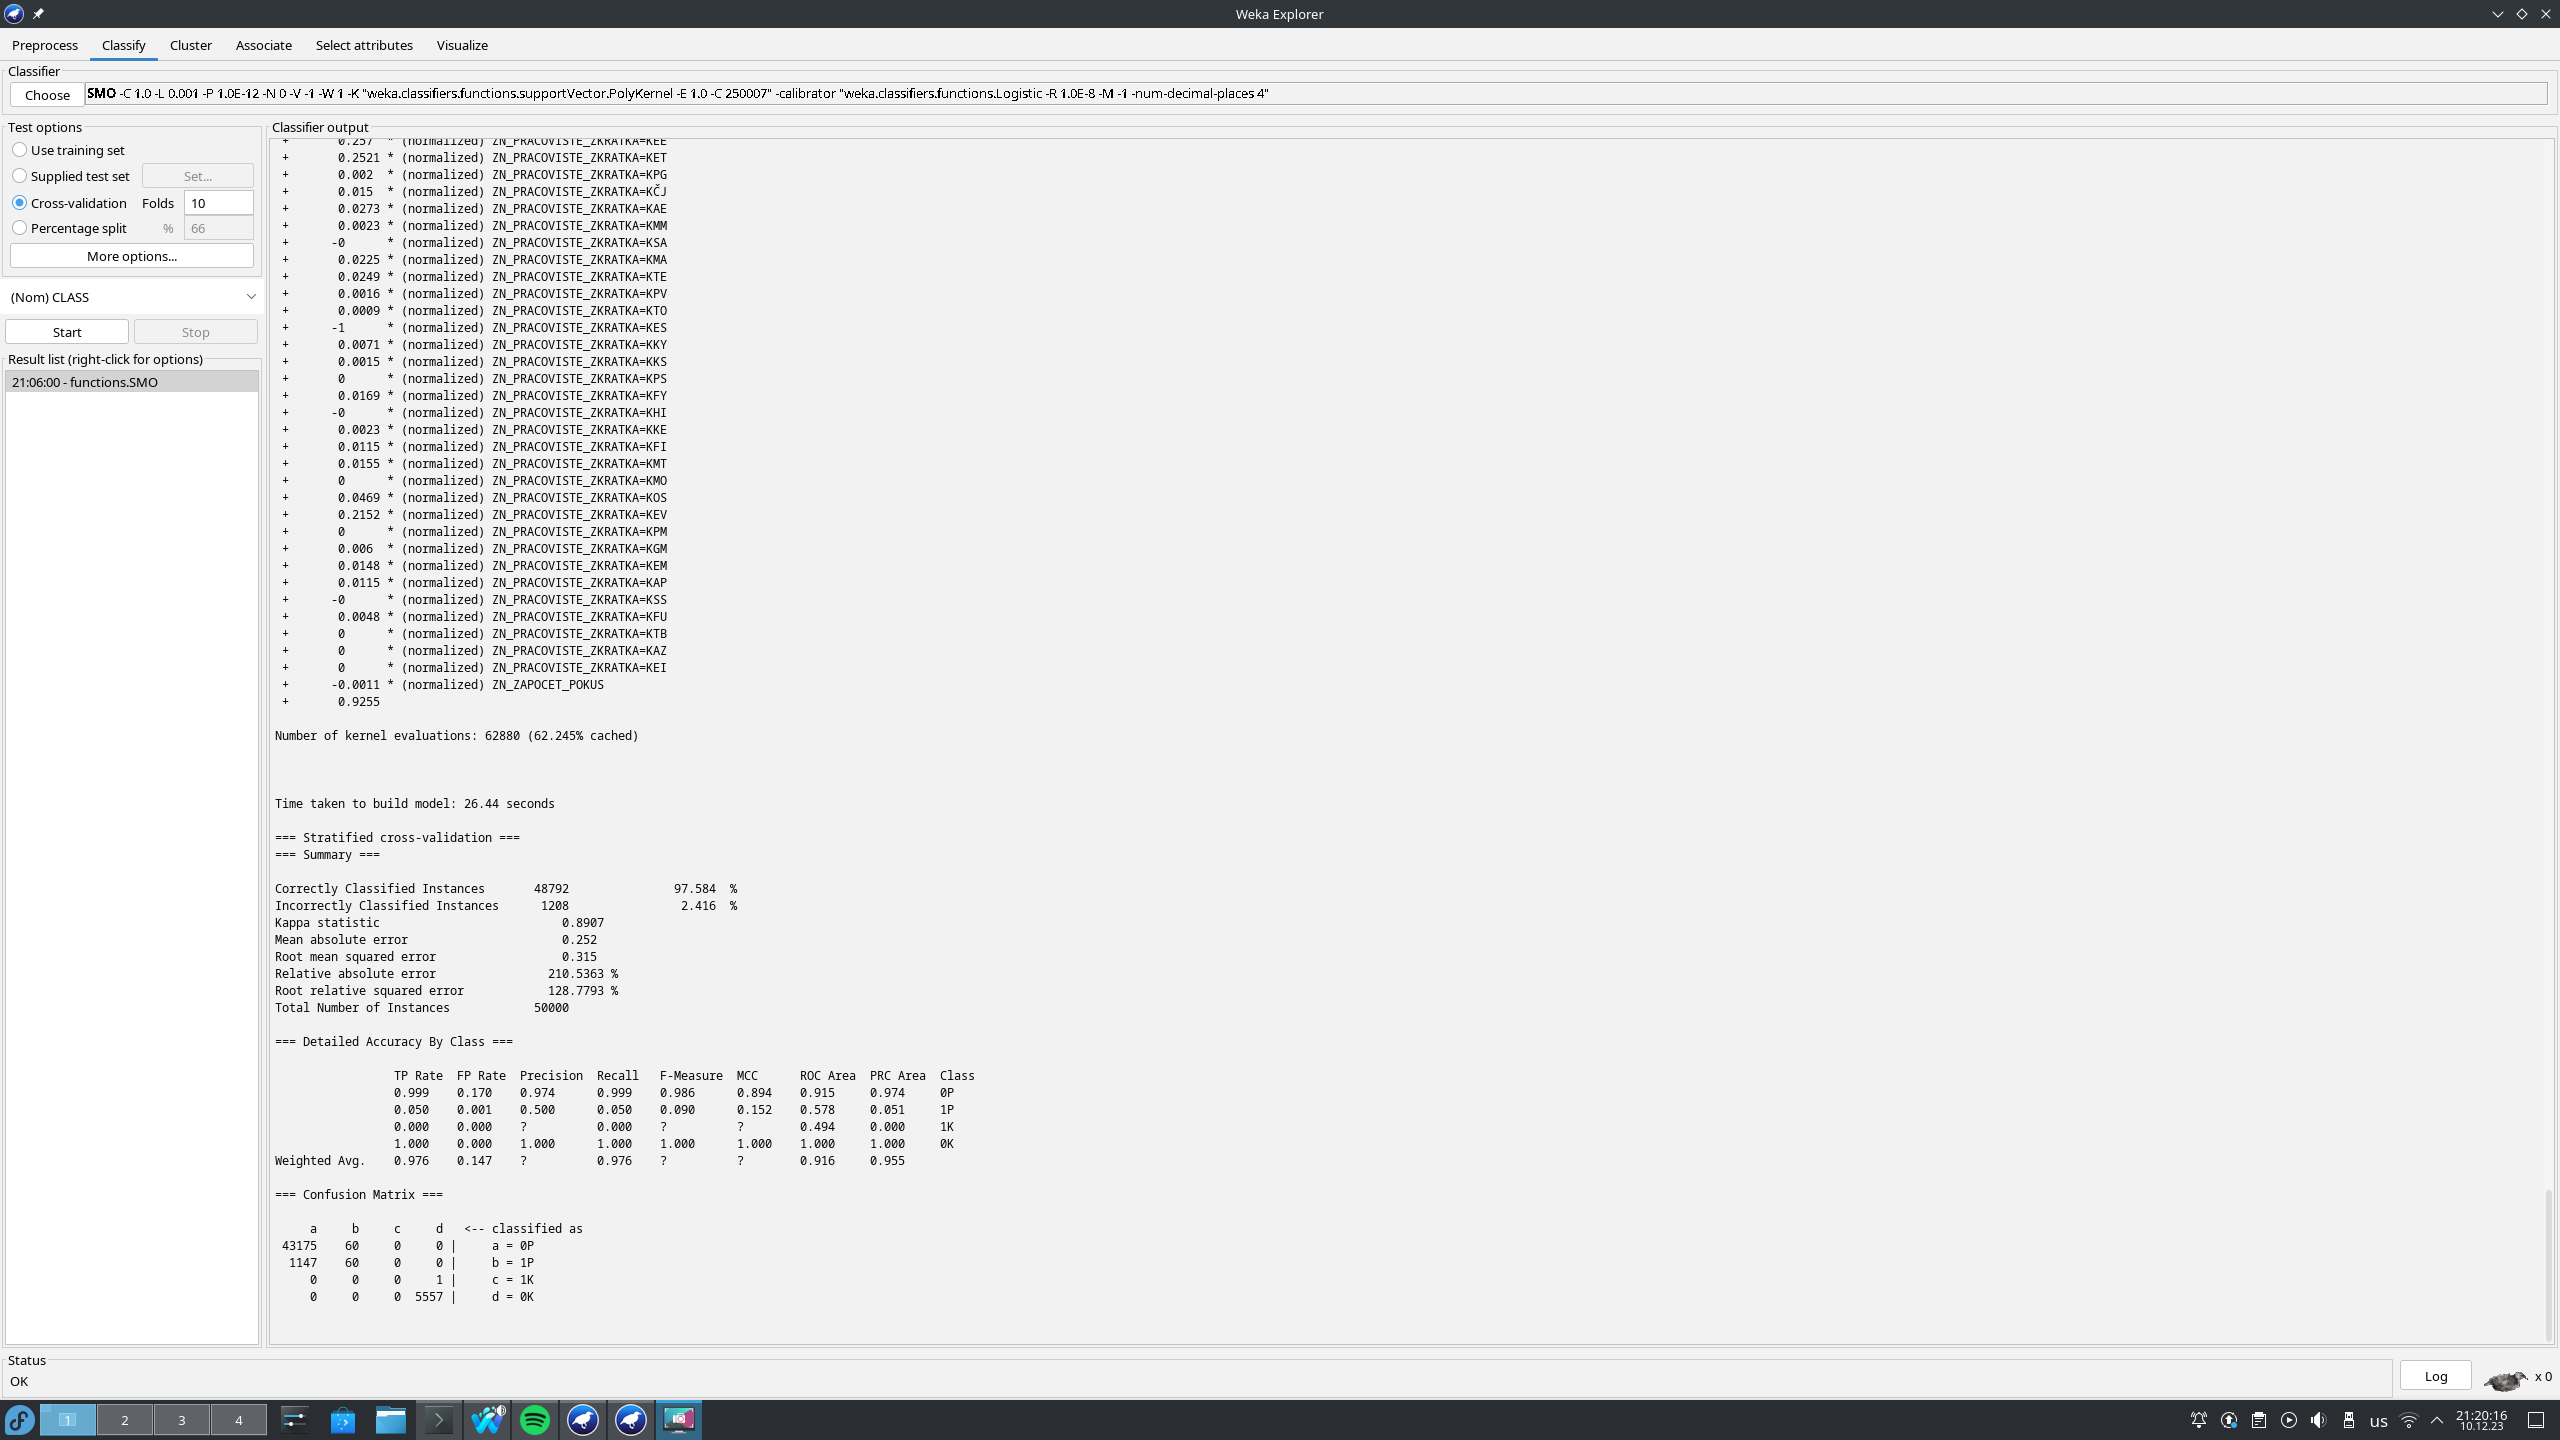 Weka Explorer
Preprocess Classify Cluster Associate Select attributes Visualize
Classifier
Choose SMO -C 1.0 -L 0.001 -P 1.0E-12 -N 0 -V -1 -W 1 -K "weka.classifiers.functions.supportVector.PolyKernel -E 1.0 -C 250007" -calibrator "weka.classifiers.functions.Logistic -R 1.0E-8 -M -1 -num-decimal-places 4"
Test options
Use training set
Supplied test set Set...
Cross-validation Folds 10
Percentage split % 66
More options...
(Nom) CLASS
Start Stop
Result list (right-click for options)
21:06:00 - functions.SMO
Classifier output
+ 0.257 * (normalized) ZN_PRACOVISTE_ZKRATKA=KEE
+ 0.2521 * (normalized) ZN_PRACOVISTE_ZKRATKA=KET
+ 0.002 * (normalized) ZN_PRACOVISTE_ZKRATKA=KPG
+ 0.015 * (normalized) ZN_PRACOVISTE_ZKRATKA=KČJ
+ 0.0273 * (normalized) ZN_PRACOVISTE_ZKRATKA=KAE
+ 0.0023 * (normalized) ZN_PRACOVISTE_ZKRATKA=KMM
+ -0 * (normalized) ZN_PRACOVISTE_ZKRATKA=KSA
+ 0.0225 * (normalized) ZN_PRACOVISTE_ZKRATKA=KMA
+ 0.0249 * (normalized) ZN_PRACOVISTE_ZKRATKA=KTE
+ 0.0016 * (normalized) ZN_PRACOVISTE_ZKRATKA=KPV
+ 0.0009 * (normalized) ZN_PRACOVISTE_ZKRATKA=KTO
+ -1 * (normalized) ZN_PRACOVISTE_ZKRATKA=KES
+ 0.0071 * (normalized) ZN_PRACOVISTE_ZKRATKA=KKY
+ 0.0015 * (normalized) ZN_PRACOVISTE_ZKRATKA=KKS
+ 0 * (normalized) ZN_PRACOVISTE_ZKRATKA=KPS
+ 0.0169 * (normalized) ZN_PRACOVISTE_ZKRATKA=KFY
+ -0 * (normalized) ZN_PRACOVISTE_ZKRATKA=KHI
+ 0.0023 * (normalized) ZN_PRACOVISTE_ZKRATKA=KKE
+ 0.0115 * (normalized) ZN_PRACOVISTE_ZKRATKA=KFI
+ 0.0155 * (normalized) ZN_PRACOVISTE_ZKRATKA=KMT
+ 0 * (normalized) ZN_PRACOVISTE_ZKRATKA=KMO
+ 0.0469 * (normalized) ZN_PRACOVISTE_ZKRATKA=KOS
+ 0.2152 * (normalized) ZN_PRACOVISTE_ZKRATKA=KEV
+ 0 * (normalized) ZN_PRACOVISTE_ZKRATKA=KPM
+ 0.006 * (normalized) ZN_PRACOVISTE_ZKRATKA=KGM
+ 0.0148 * (normalized) ZN_PRACOVISTE_ZKRATKA=KEM
+ 0.0115 * (normalized) ZN_PRACOVISTE_ZKRATKA=KAP
+ -0 * (normalized) ZN_PRACOVISTE_ZKRATKA=KSS
+ 0.0048 * (normalized) ZN_PRACOVISTE_ZKRATKA=KFU
+ 0 * (normalized) ZN_PRACOVISTE_ZKRATKA=KTB
+ 0 * (normalized) ZN_PRACOVISTE_ZKRATKA=KAZ
+ 0 * (normalized) ZN_PRACOVISTE_ZKRATKA=KEI
+ -0.0011 * (normalized) ZN_ZAPOCET_POKUS
+ 0.9255
Number of kernel evaluations: 62880 (62.245% cached)
Time taken to build model: 26.44 seconds
=== Stratified cross-validation ===
=== Summary ===
Correctly Classified Instances 48792 97.584 %
Incorrectly Classified Instances 1208 2.416 %
Kappa statistic 0.8907
Mean absolute error 0.252
Root mean squared error 0.315
Relative absolute error 210.5363 %
Root relative squared error 128.7793 %
Total Number of Instances 50000
=== Detailed Accuracy By Class ===
TP Rate FP Rate Precision Recall F-Measure MCC ROC Area PRC Area Class
0.999 0.170 0.974 0.999 0.986 0.894 0.915 0.974 0P
0.050 0.001 0.500 0.050 0.090 0.152 0.578 0.051 1P
0.000 0.000 ? 0.000 ? ? 0.494 0.000 1K
1.000 0.000 1.000 1.000 1.000 1.000 1.000 1.000 0K
Weighted Avg. 0.976 0.147 ? 0.976 ? ? 0.916 0.955
=== Confusion Matrix ===
a b c d <-- classified as
43175 60 0 0 | a = 0P
1147 60 0 0 | b = 1P
0 0 0 1 | c = 1K
0 0 0 5557 | d = 0K
Status
OK
Log x 0
1 2 3 4
us 21:20:16
10.12.23